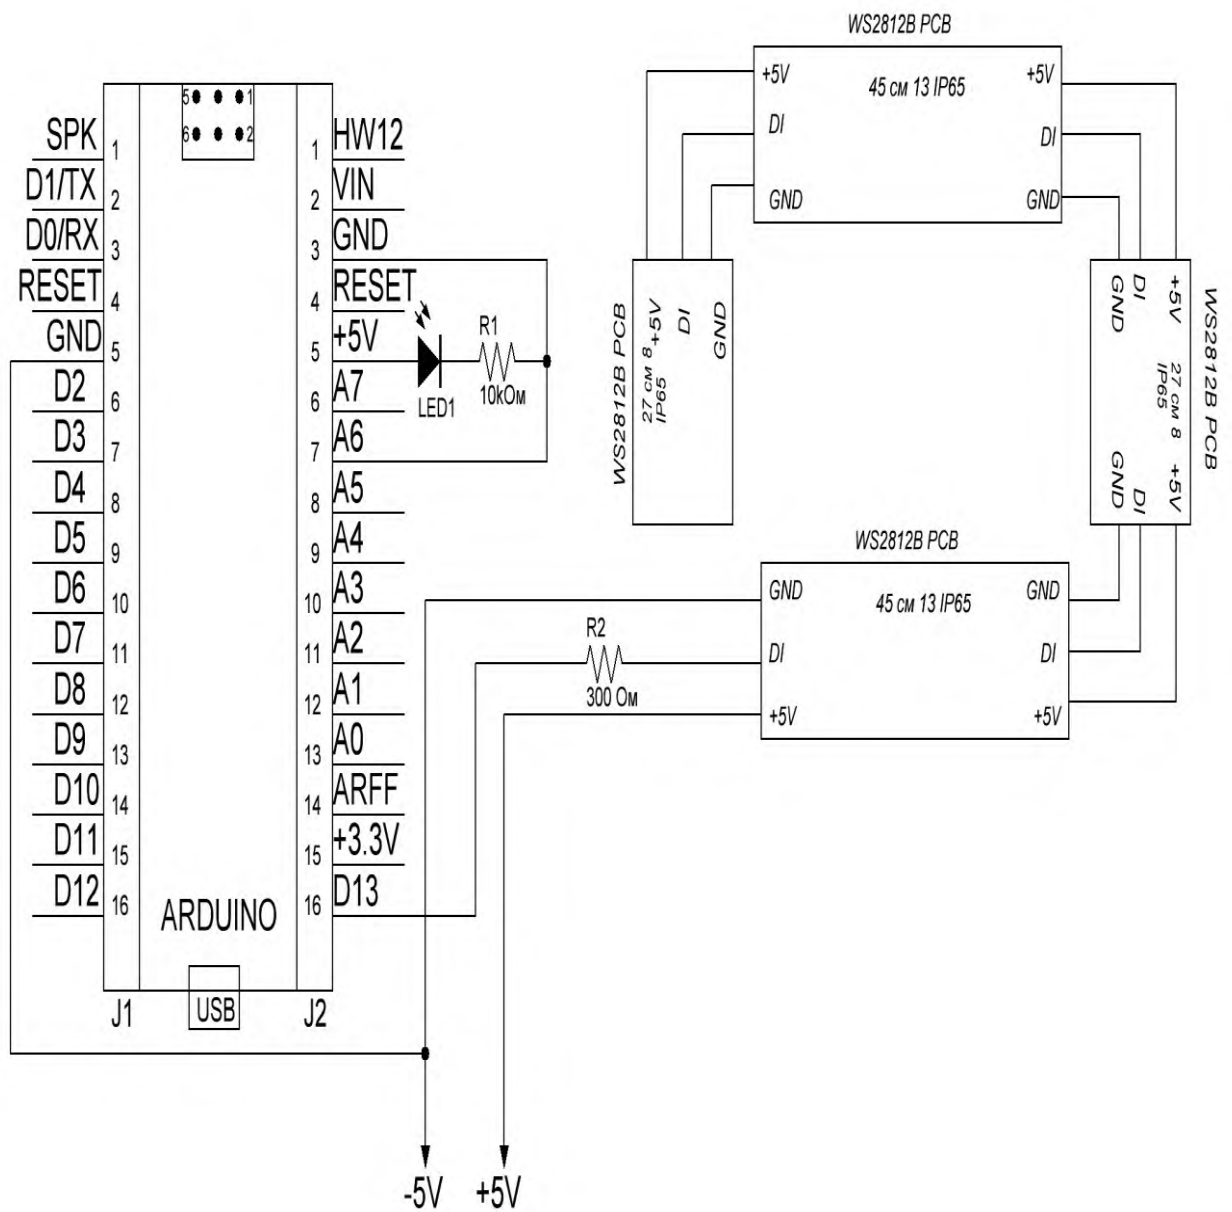 WS2812B PCB
+5V
45 см 13 IP65
+5V
DI
DI
GND
GND
5
1
6
2
SPK
1
1
HW12
D1/TX
2
2
VIN
D0/RX
3
3
GND
RESET
4
4
RESET
GND
5
5
+5V
D2
6
6
A7
D3
7
7
A6
D4
8
8
A5
D5
9
9
A4
D6
10
10
A3
D7
11
11
A2
D8
12
12
A1
D9
13
13
A0
D10
14
14
ARFF
D11
15
15
+3.3V
D12
16
16
D13
ARDUINO
J1
USB
J2
LED1
R1
10kОм
WS2812B PCB
27 см 8
IP65
+5V
DI
GND
GND
DI
+5V
WS2812B PCB
27 см 8
IP65
GND
DI
+5V
WS2812B PCB
GND
45 см 13 IP65
GND
R2
300 Ом
DI
DI
+5V
+5V
-5V
+5V